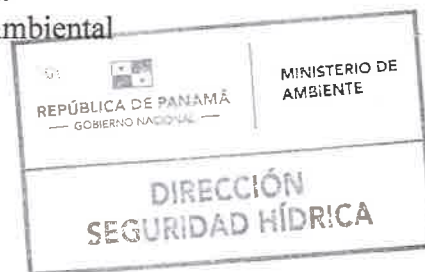 mbiental
REPÚBLICA DE PANAMÁ
— GOBIERNO NACIONAL —
MINISTERIO DE
AMBIENTE
DIRECCIÓN
SEGURIDAD HÍDRICA